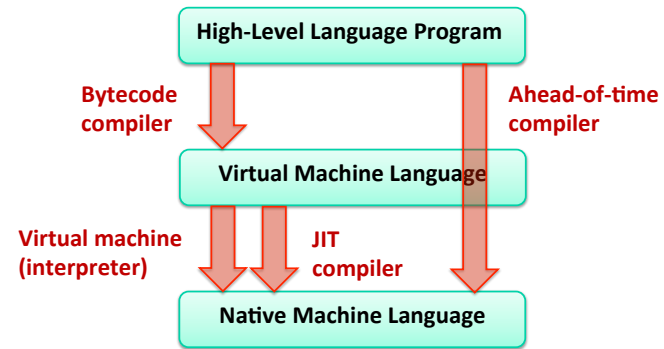 High-Level Language Program
Bytecode
compiler
Ahead-of-time
compiler
Virtual Machine Language
Virtual machine
(interpreter)
JIT
compiler
Native Machine Language